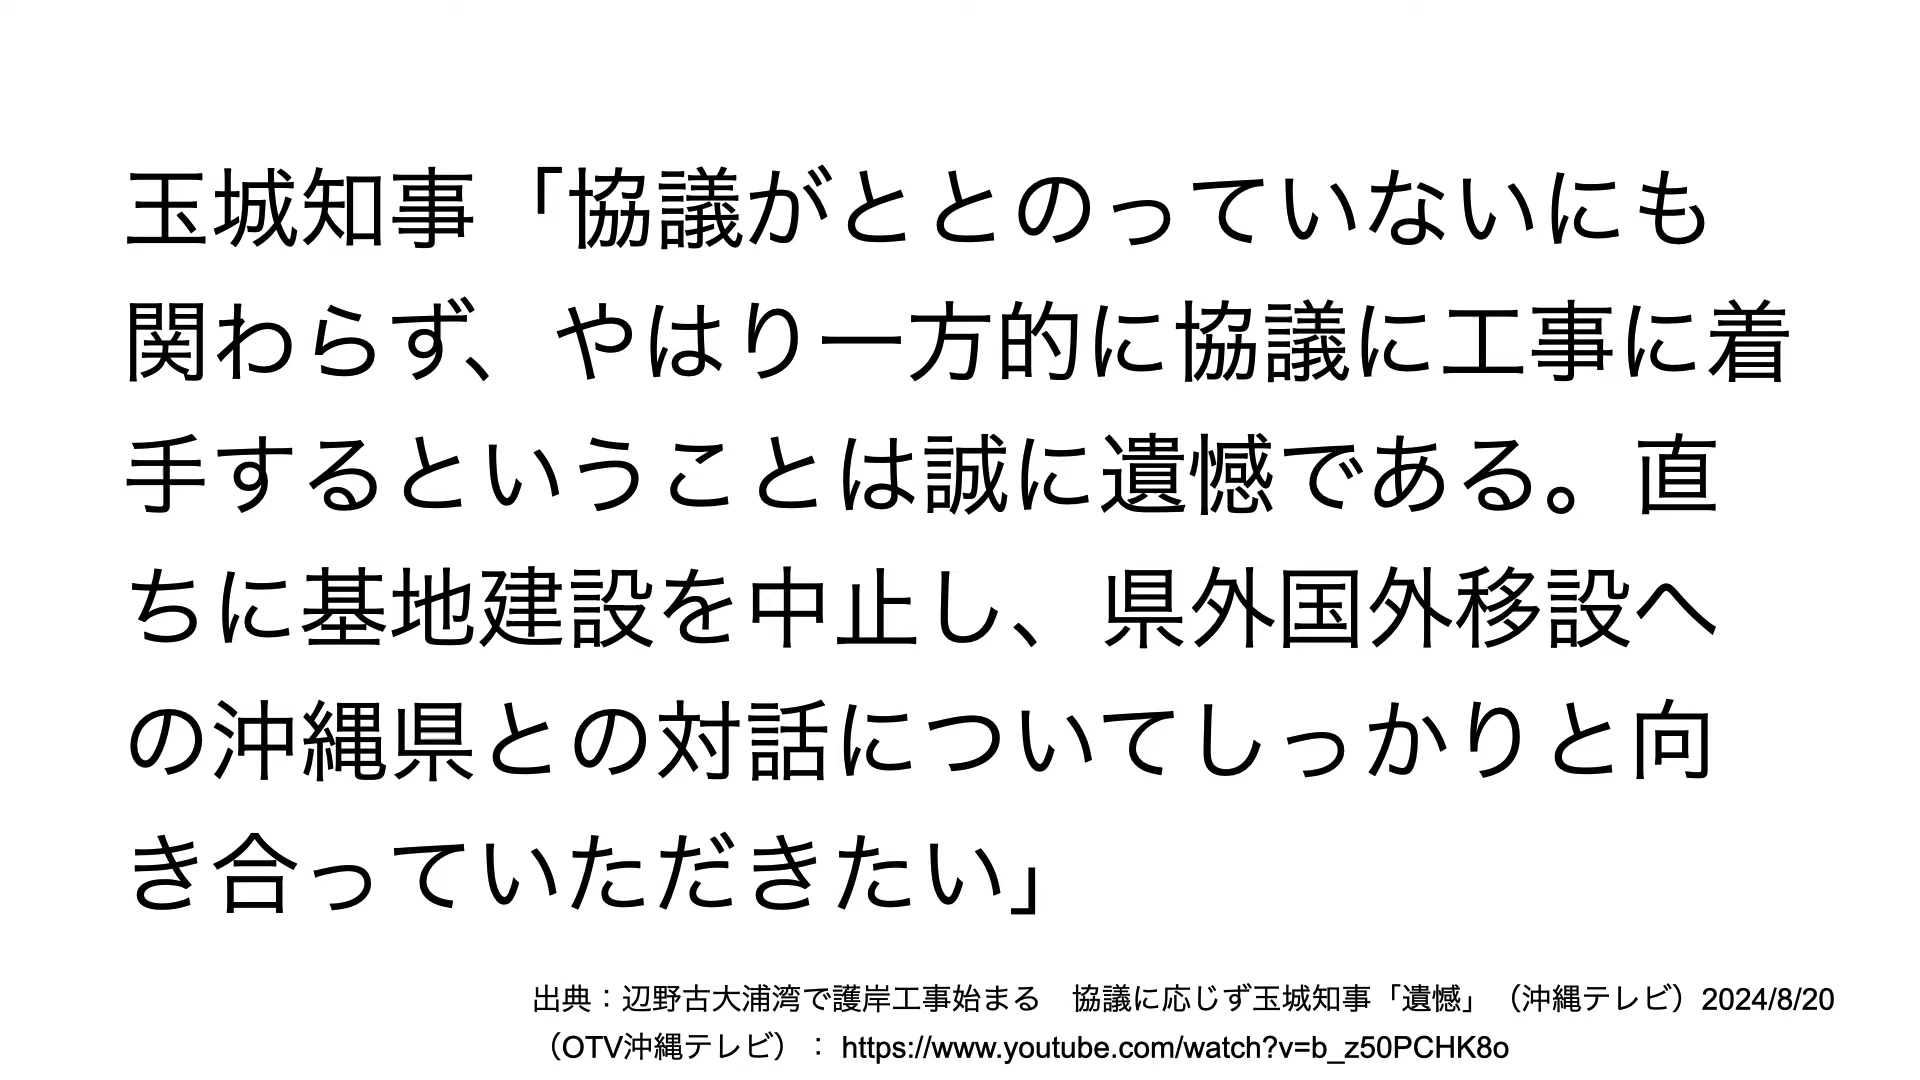 玉城知事「協議がととのっていないにも
関わらず、やはり一方的に協議に工事に着
手するということは誠に遺憾である。直
ちに基地建設を中止し、県外国外移設へ
の沖縄県との対話についてしっかりと向
き合っていただきたい」
出典：辺野古大浦湾で護岸工事始まる　協議に応じず玉城知事「遺憾」（沖縄テレビ）2024/8/20
（OTV沖縄テレビ）： https://www.youtube.com/watch?v=b_z50PCHK8o